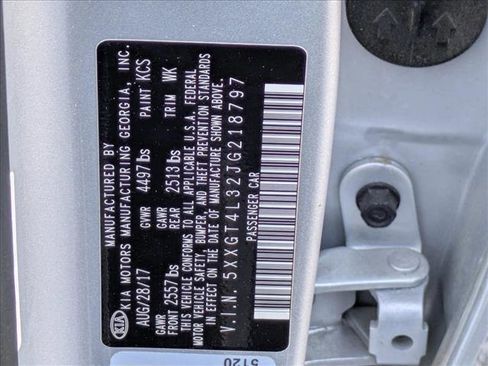 KIA
MANUFACTURED BY
KIA MOTORS MANUFACTURING GEORGIA, INC.
AUG/28/17 GVWR 4497lbs PAINT KCS
GAWR FRONT 2557lbs GAWR REAR 2513lbs TRIM WK
THIS VEHICLE CONFORMS TO ALL APPLICABLE U.S.A. FEDERAL
MOTOR VEHICLE SAFETY, BUMPER, AND THEFT PREVENTION STANDARDS
IN EFFECT ON THE DATE OF MANUFACTURE SHOWN ABOVE.
V.I.N. 5XXGT4L32JG218797
PASSENGER CAR
5120